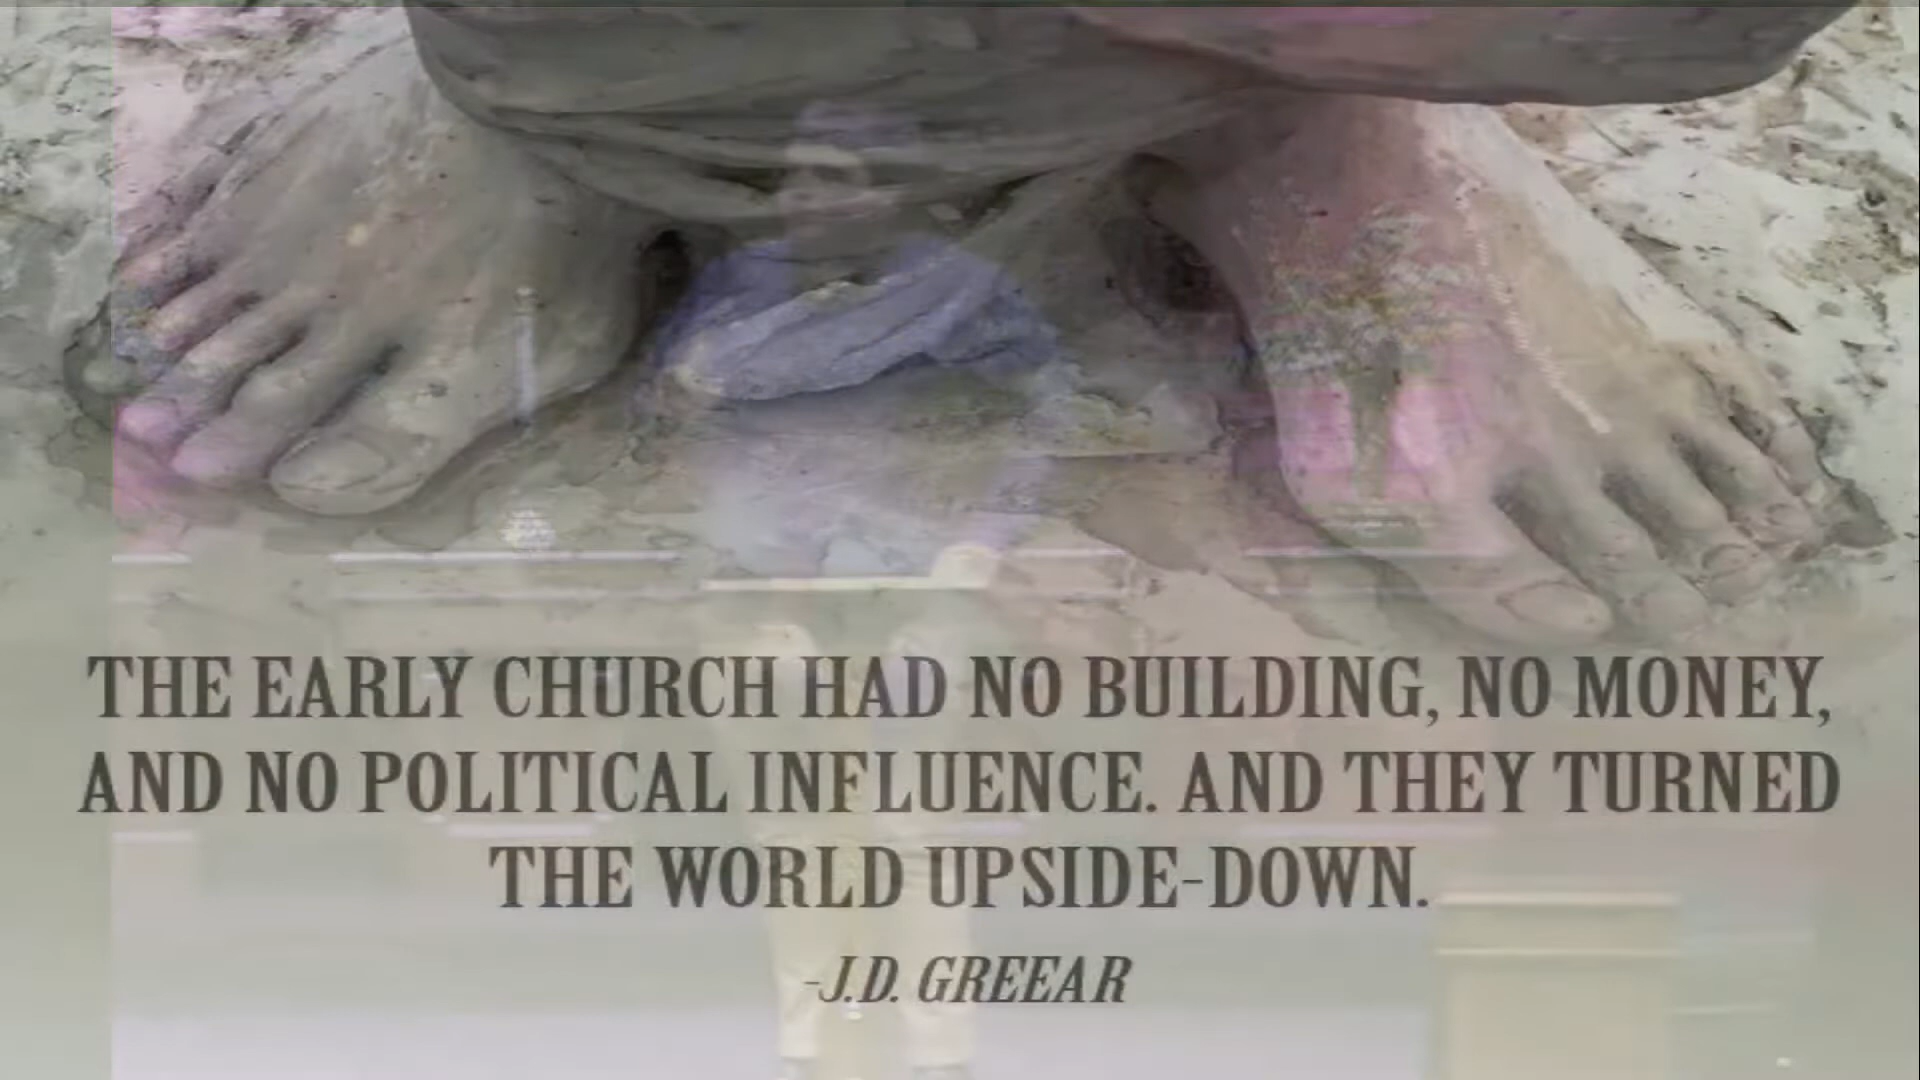 THE EARLY CHURCH HAD NO BUILDING, NO MONEY,
AND NO POLITICAL INFLUENCE. AND THEY TURNED
THE WORLD UPSIDE-DOWN.
-J.D. GREEAR